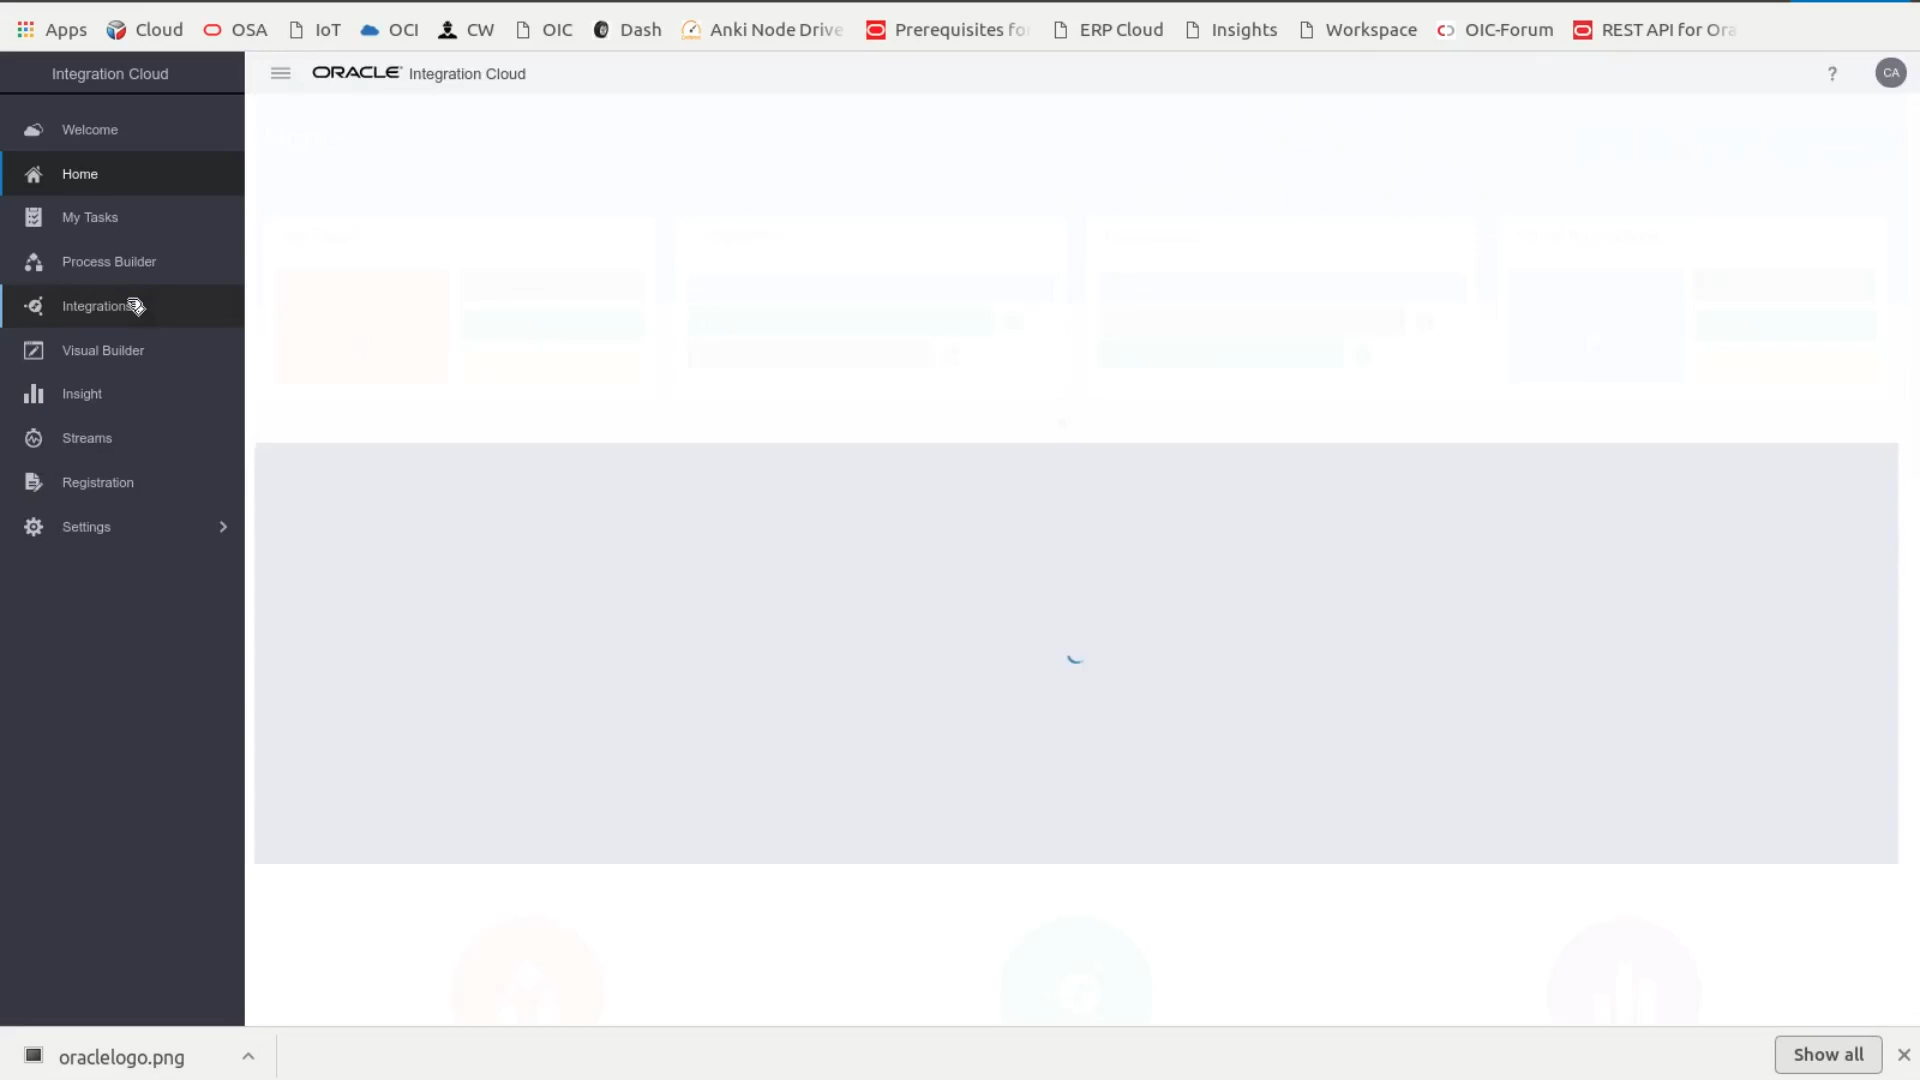 Apps Cloud OSA IoT OCI CW OIC Dash Anki Node Drive Prerequisites for ERP Cloud Insights Workspace OIC-Forum REST API for Ora
Integration Cloud
ORACLE Integration Cloud ? CA
Welcome
Home
My Tasks
Process Builder
Integrations
Visual Builder
Insight
Streams
Registration
Settings
oraclelogo.png
Show all